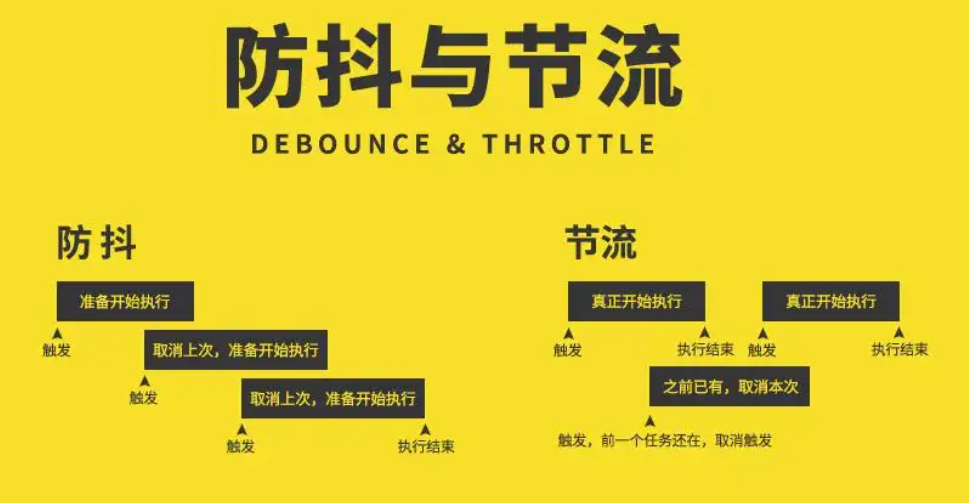 防抖与节流
DEBOUNCE & THROTTLE
防抖
准备开始执行
触发
取消上次，准备开始执行
触发
取消上次，准备开始执行
触发
执行结束
节流
真正开始执行
真正开始执行
触发
执行结束
触发
执行结束
之前已有，取消本次
触发，前一个任务还在，取消触发